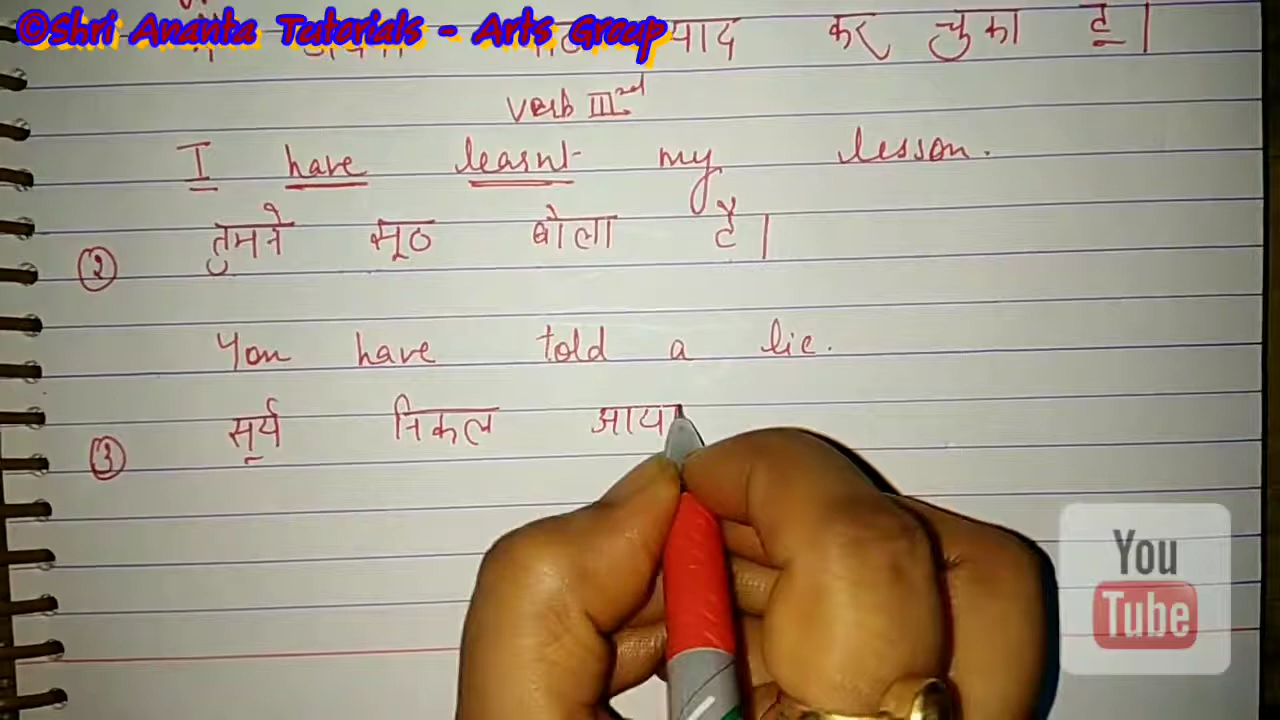 ©Shri Ananta Tutorials - Arts Group
याद कर चुका हूँ।
Verb III rd
I have learnt my lesson.
② तुमने झूठ बोला है।
You have told a lie.
③ सूर्य निकल आया
You
Tube